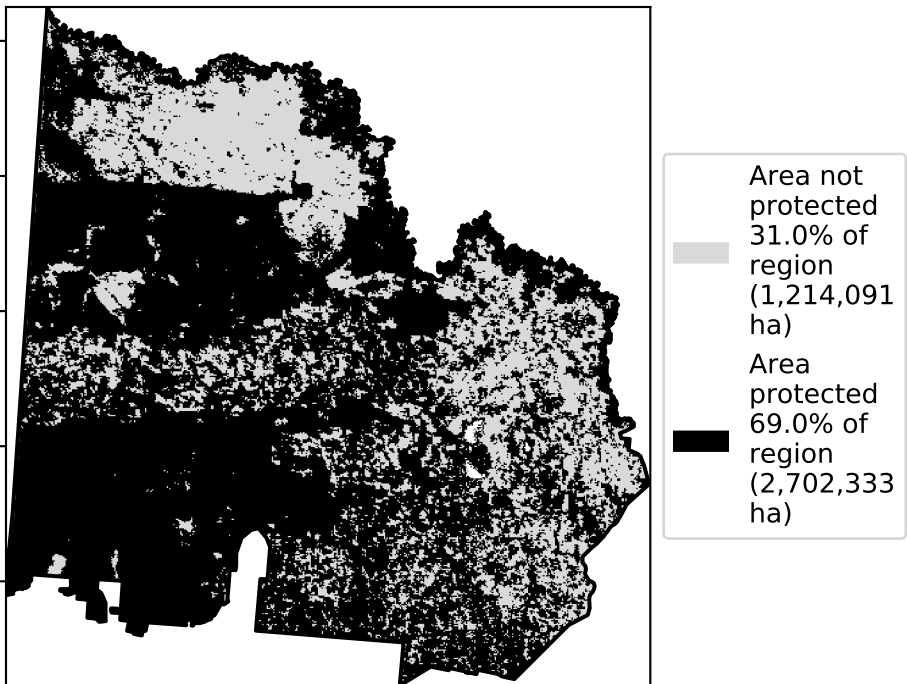 Area not
protected
31.0% of
region
(1,214,091
ha)
Area
protected
69.0% of
region
(2,702,333
ha)